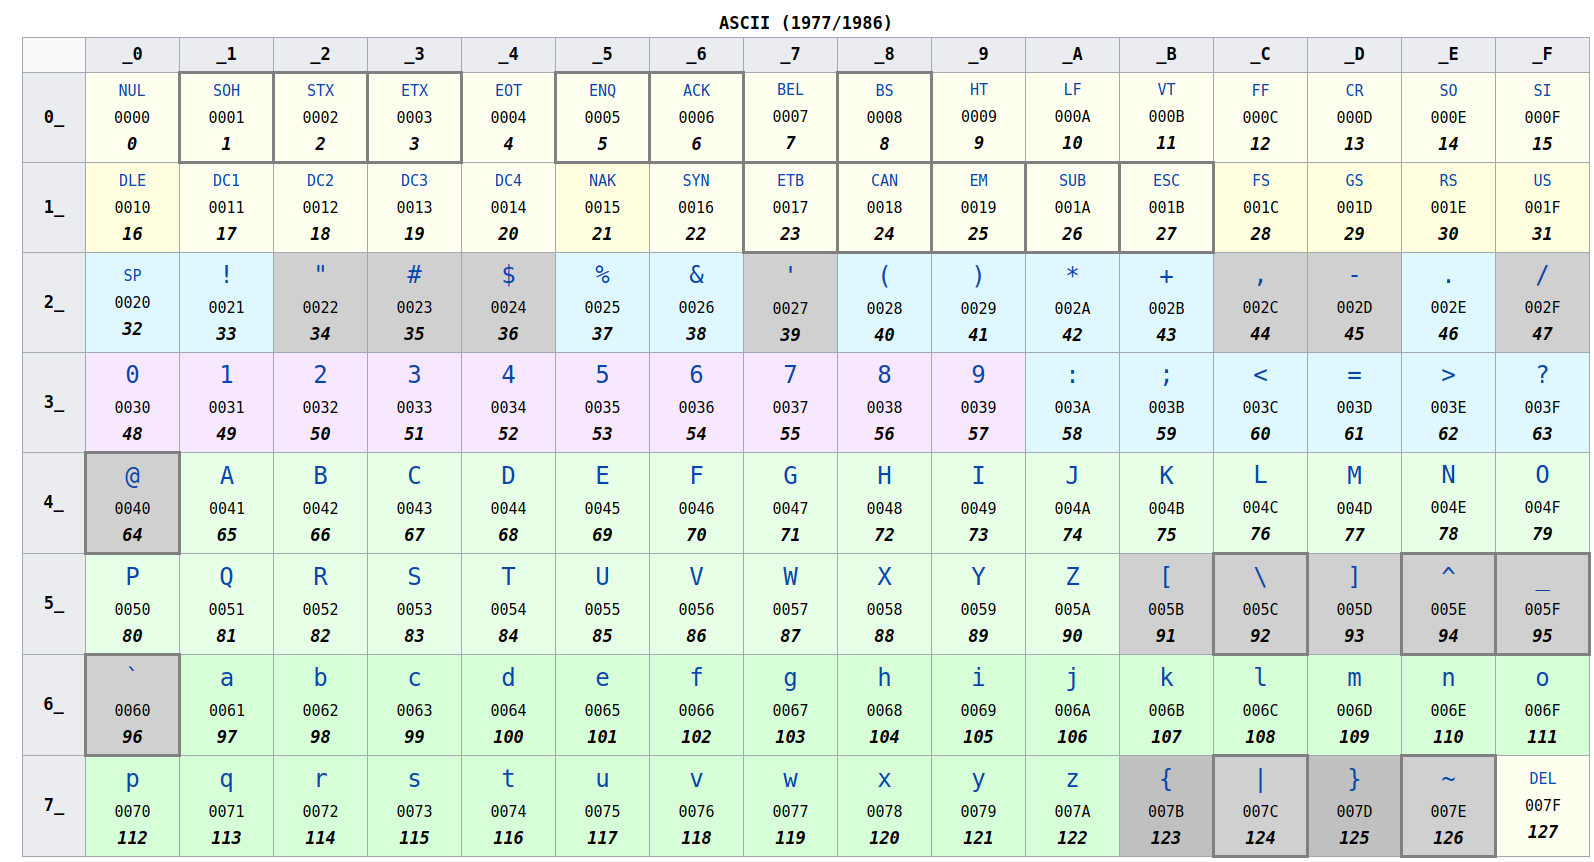 ASCII (1977/1986)
_0 _1 _2 _3 _4 _5 _6 _7 _8 _9 _A _B _C _D _E _F
0_ NUL SOH STX ETX EOT ENQ ACK BEL BS HT LF VT FF CR SO SI
0000 0001 0002 0003 0004 0005 0006 0007 0008 0009 000A 000B 000C 000D 000E 000F
0 1 2 3 4 5 6 7 8 9 10 11 12 13 14 15
1_ DLE DC1 DC2 DC3 DC4 NAK SYN ETB CAN EM SUB ESC FS GS RS US
0010 0011 0012 0013 0014 0015 0016 0017 0018 0019 001A 001B 001C 001D 001E 001F
16 17 18 19 20 21 22 23 24 25 26 27 28 29 30 31
2_ SP ! " # $ % & ' ( ) * + , - . /
0020 0021 0022 0023 0024 0025 0026 0027 0028 0029 002A 002B 002C 002D 002E 002F
32 33 34 35 36 37 38 39 40 41 42 43 44 45 46 47
3_ 0 1 2 3 4 5 6 7 8 9 : ; < = > ?
0030 0031 0032 0033 0034 0035 0036 0037 0038 0039 003A 003B 003C 003D 003E 003F
48 49 50 51 52 53 54 55 56 57 58 59 60 61 62 63
4_ @ A B C D E F G H I J K L M N O
0040 0041 0042 0043 0044 0045 0046 0047 0048 0049 004A 004B 004C 004D 004E 004F
64 65 66 67 68 69 70 71 72 73 74 75 76 77 78 79
5_ P Q R S T U V W X Y Z [ \ ] ^ _
0050 0051 0052 0053 0054 0055 0056 0057 0058 0059 005A 005B 005C 005D 005E 005F
80 81 82 83 84 85 86 87 88 89 90 91 92 93 94 95
6_ ` a b c d e f g h i j k l m n o
0060 0061 0062 0063 0064 0065 0066 0067 0068 0069 006A 006B 006C 006D 006E 006F
96 97 98 99 100 101 102 103 104 105 106 107 108 109 110 111
7_ p q r s t u v w x y z { | } ~ DEL
0070 0071 0072 0073 0074 0075 0076 0077 0078 0079 007A 007B 007C 007D 007E 007F
112 113 114 115 116 117 118 119 120 121 122 123 124 125 126 127